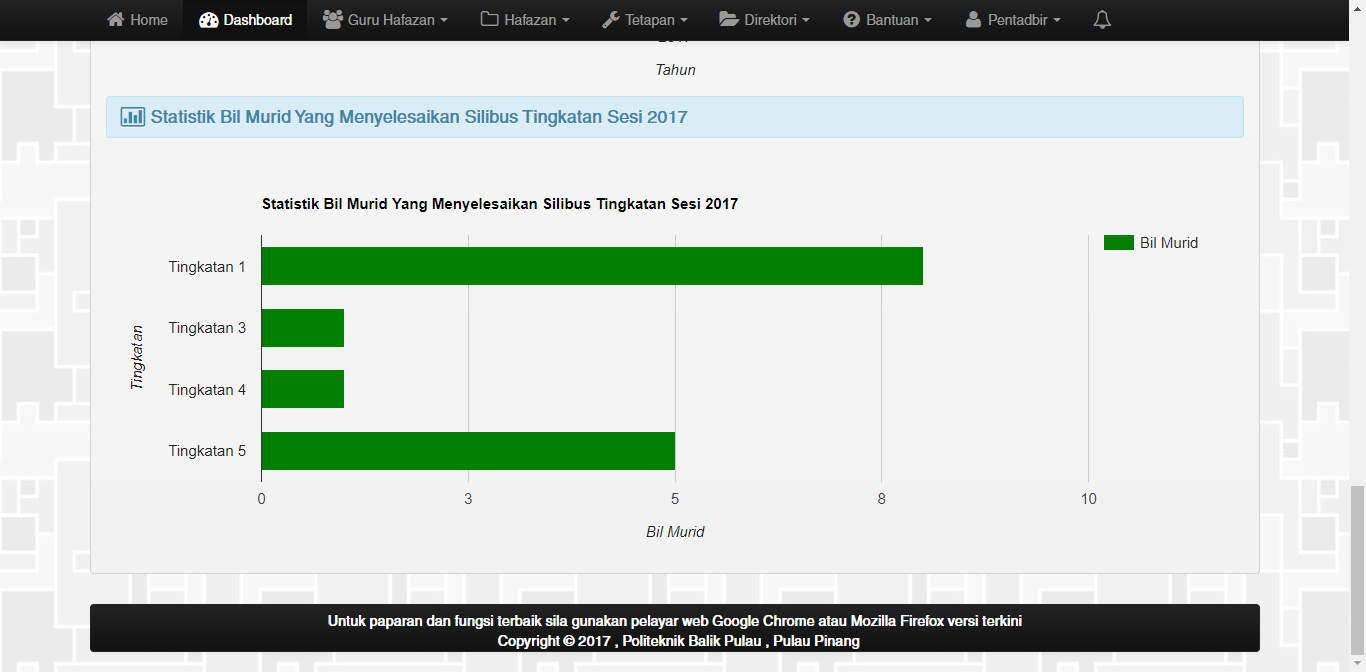 Home Dashboard Guru Hafazan Hafazan Tetapan Direktori Bantuan Pentadbir
Tahun
Statistik Bil Murid Yang Menyelesaikan Silibus Tingkatan Sesi 2017
Statistik Bil Murid Yang Menyelesaikan Silibus Tingkatan Sesi 2017
Bil Murid
Tingkatan 1
Tingkatan 3
Tingkatan 4
Tingkatan 5
Tingkatan
0 3 5 8 10
Bil Murid
Untuk paparan dan fungsi terbaik sila gunakan pelayar web Google Chrome atau Mozilla Firefox versi terkini
Copyright © 2017 , Politeknik Balik Pulau , Pulau Pinang